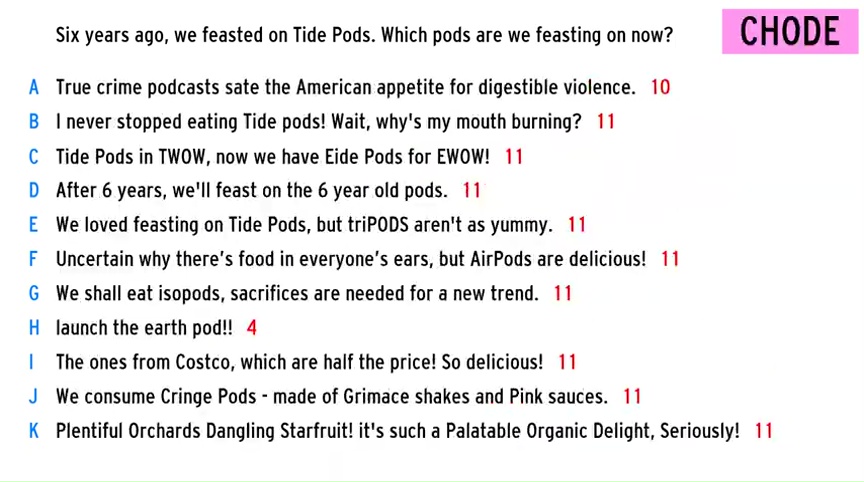 Six years ago, we feasted on Tide Pods. Which pods are we feasting on now?
CHODE
A True crime podcasts sate the American appetite for digestible violence. 10
B I never stopped eating Tide pods! Wait, why's my mouth burning? 11
C Tide Pods in TWOW, now we have Eide Pods for EWOW! 11
D After 6 years, we'll feast on the 6 year old pods. 11
E We loved feasting on Tide Pods, but triPODS aren't as yummy. 11
F Uncertain why there’s food in everyone’s ears, but AirPods are delicious! 11
G We shall eat isopods, sacrifices are needed for a new trend. 11
H launch the earth pod!! 4
I The ones from Costco, which are half the price! So delicious! 11
J We consume Cringe Pods - made of Grimace shakes and Pink sauces. 11
K Plentiful Orchards Dangling Starfruit! it's such a Palatable Organic Delight, Seriously! 11